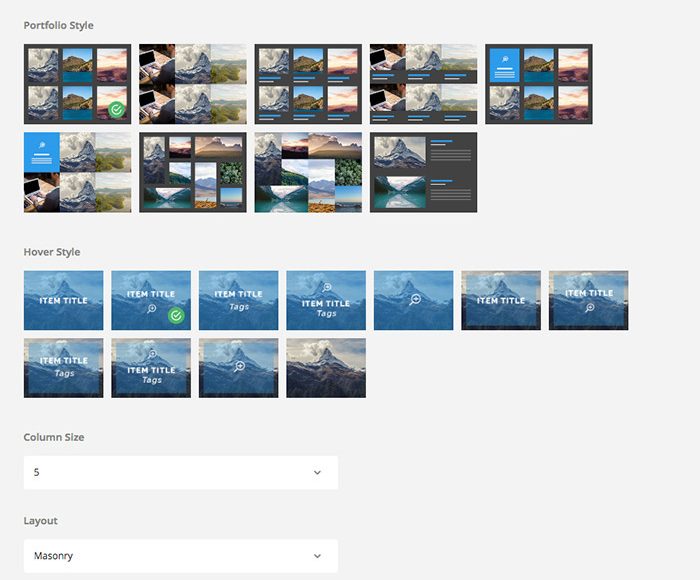 Portfolio Style
Hover Style
ITEM TITLE
ITEM TITLE
ITEM TITLE
Tags
ITEM TITLE
Tags
ITEM TITLE
ITEM TITLE
ITEM TITLE
Tags
ITEM TITLE
Tags
Column Size
5
Layout
Masonry